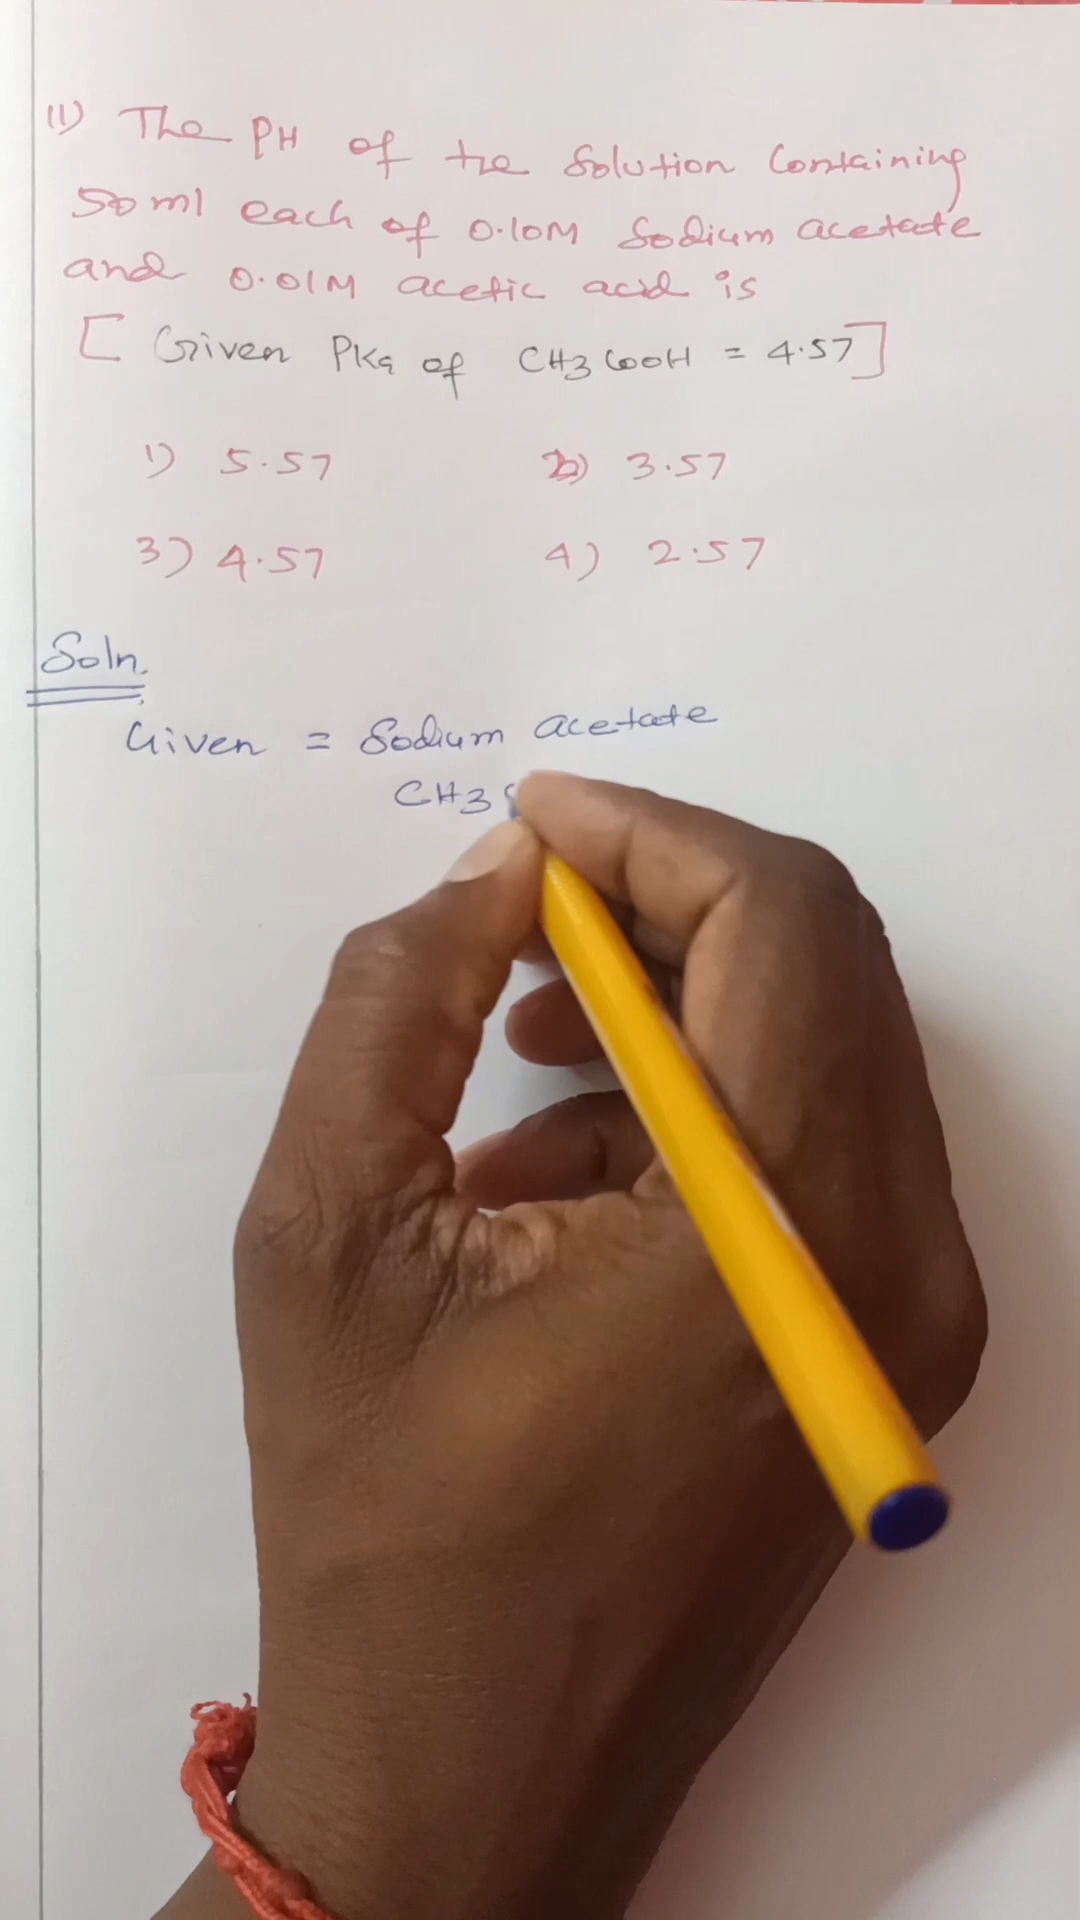 11) The PH of the Solution Containing
50 ml each of 0.10M Sodium acetate
and 0.01M acetic acid is
[ Given PKa of CH3COOH = 4.57 ]
1) 5.57 2) 3.57
3) 4.57 4) 2.57
Soln.
Given = Sodium acetate
CH3